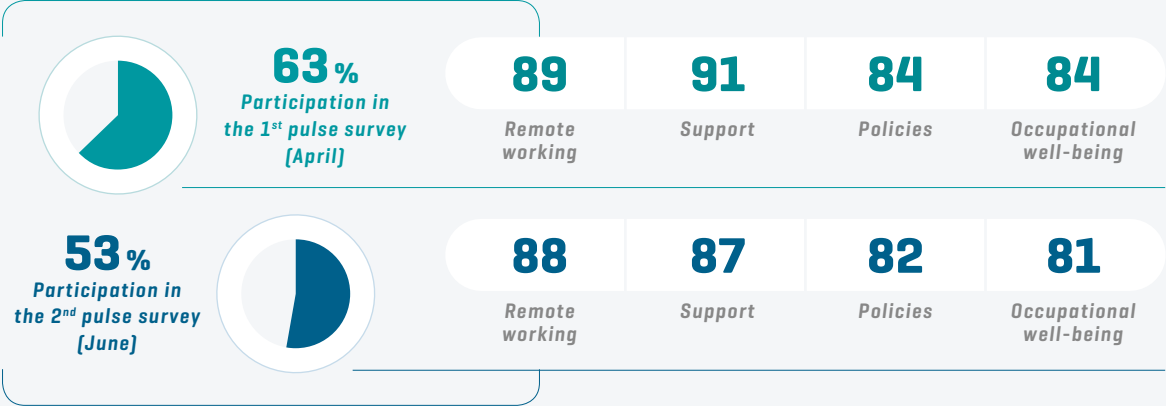 63 %
Participation in
the 1st pulse survey
(April)
89
91
84
84
Remote
working
Support
Policies
Occupational
well-being
53 %
Participation in
the 2nd pulse survey
(June)
88
87
82
81
Remote
working
Support
Policies
Occupational
well-being